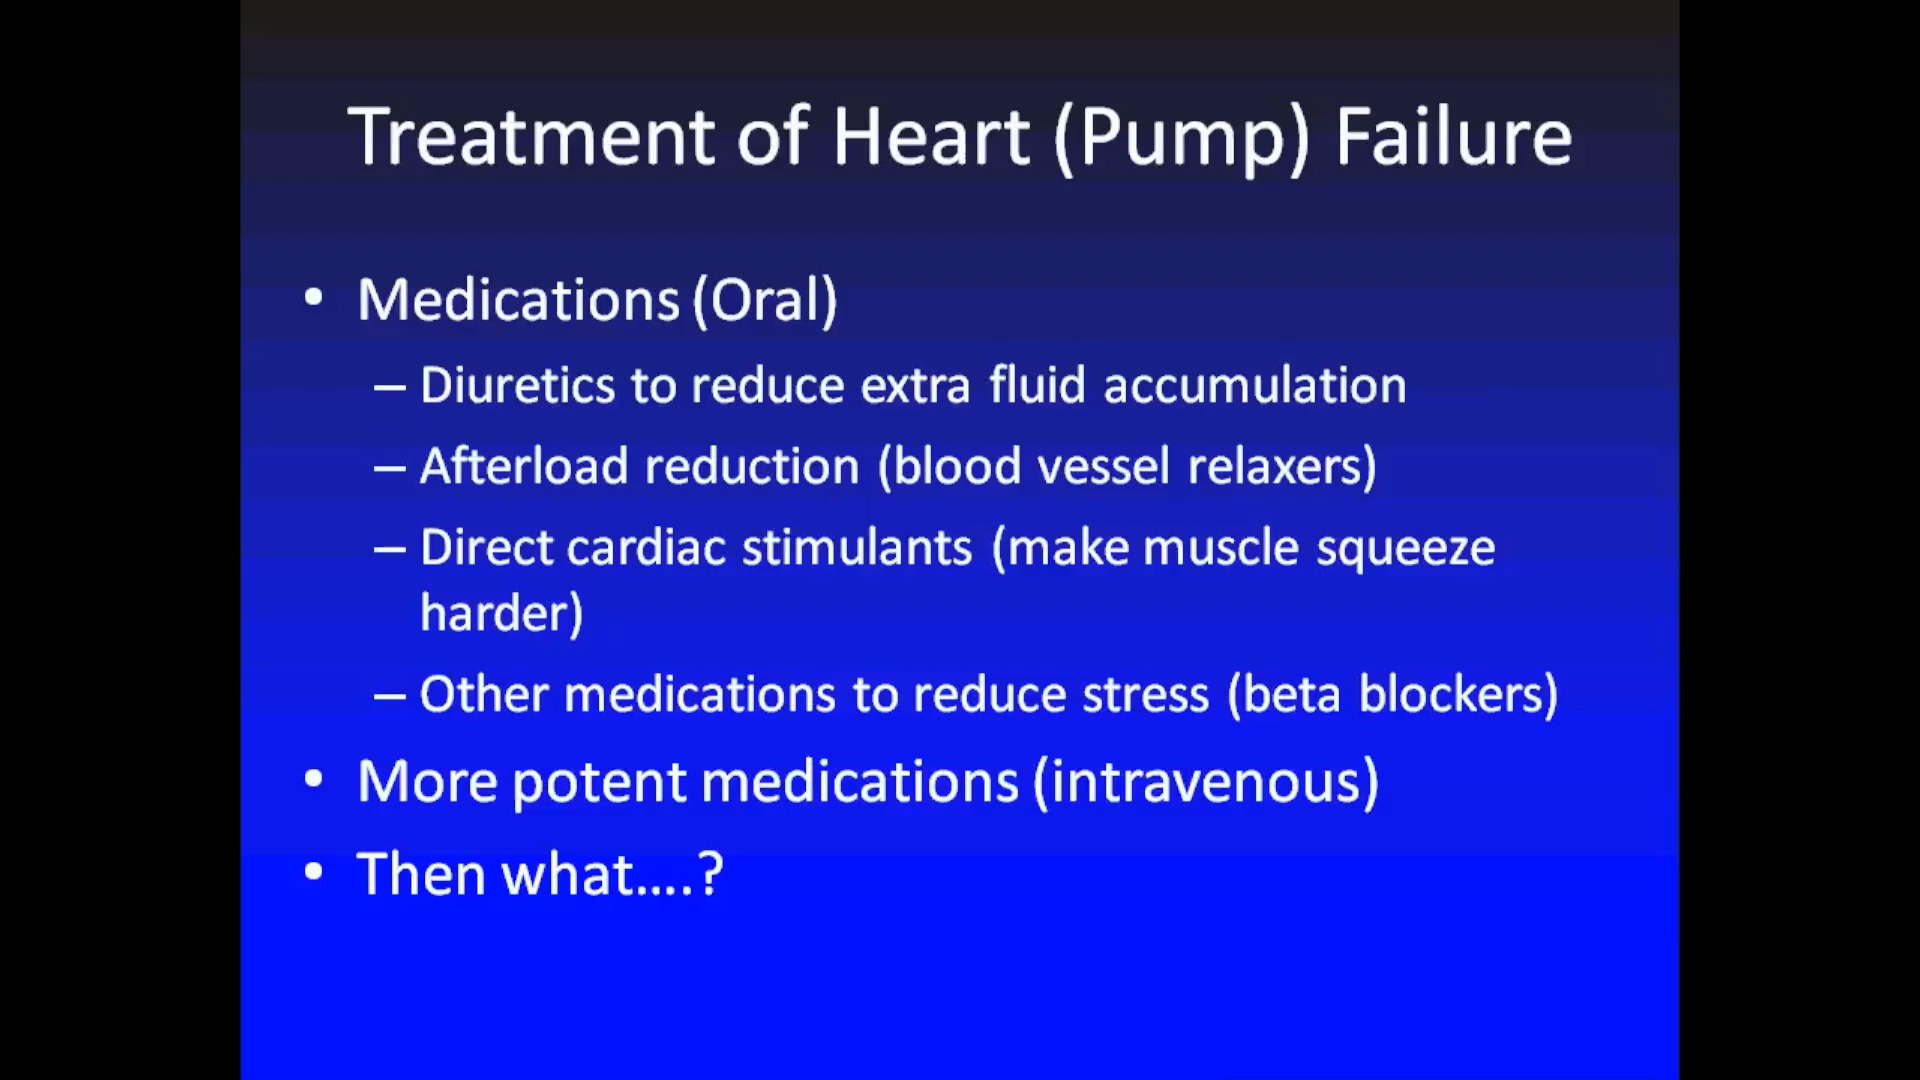 Treatment of Heart (Pump) Failure
• Medications (Oral)
– Diuretics to reduce extra fluid accumulation
– Afterload reduction (blood vessel relaxers)
– Direct cardiac stimulants (make muscle squeeze
harder)
– Other medications to reduce stress (beta blockers)
• More potent medications (intravenous)
• Then what....?